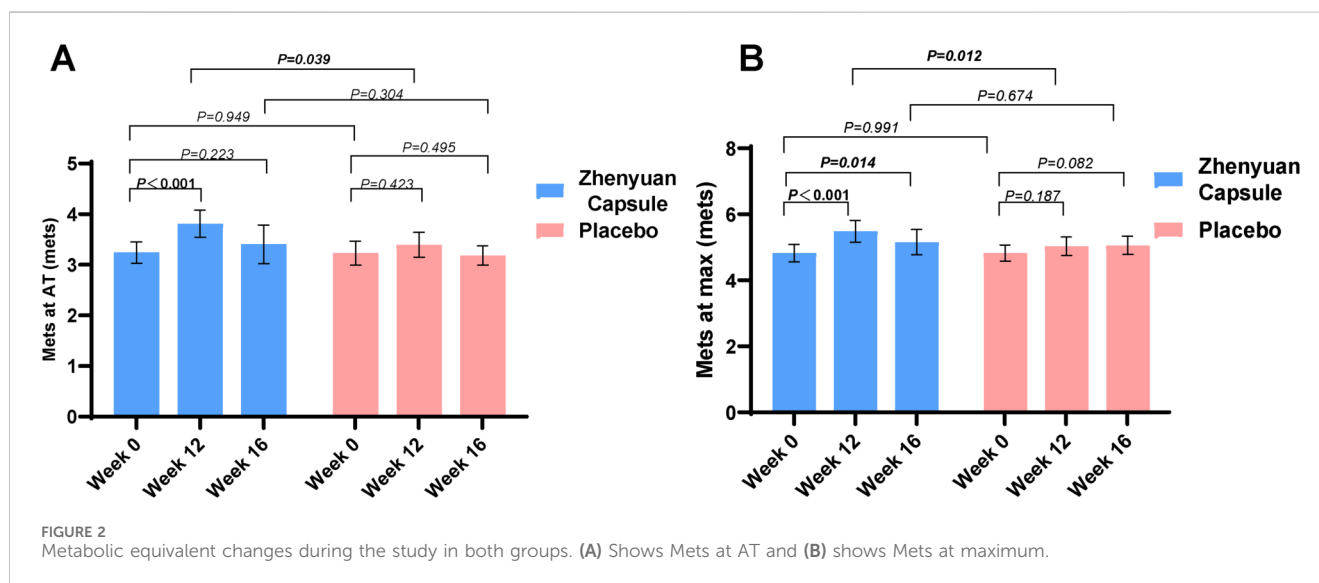 A
P=0.039
P=0.304
P=0.949
P=0.223
P=0.495
P<0.001
P=0.423
5
4
3
2
1
0
Mets at AT (mets)
Zhenyuan
Capsule
Placebo
Week 0
Week 12
Week 16
Week 0
Week 12
Week 16
B
P=0.012
P=0.674
P=0.991
P=0.014
P=0.082
P<0.001
P=0.187
8
6
4
2
0
Mets at max (mets)
Zhenyuan
Capsule
Placebo
Week 0
Week 12
Week 16
Week 0
Week 12
Week 16
FIGURE 2
Metabolic equivalent changes during the study in both groups. (A) Shows Mets at AT and (B) shows Mets at maximum.